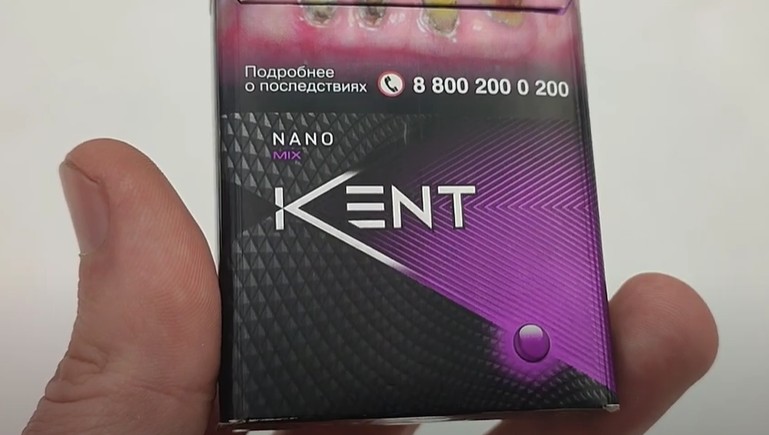 Подробнее
о последствиях
8 800 200 0 200
NANO
MIX
KENT